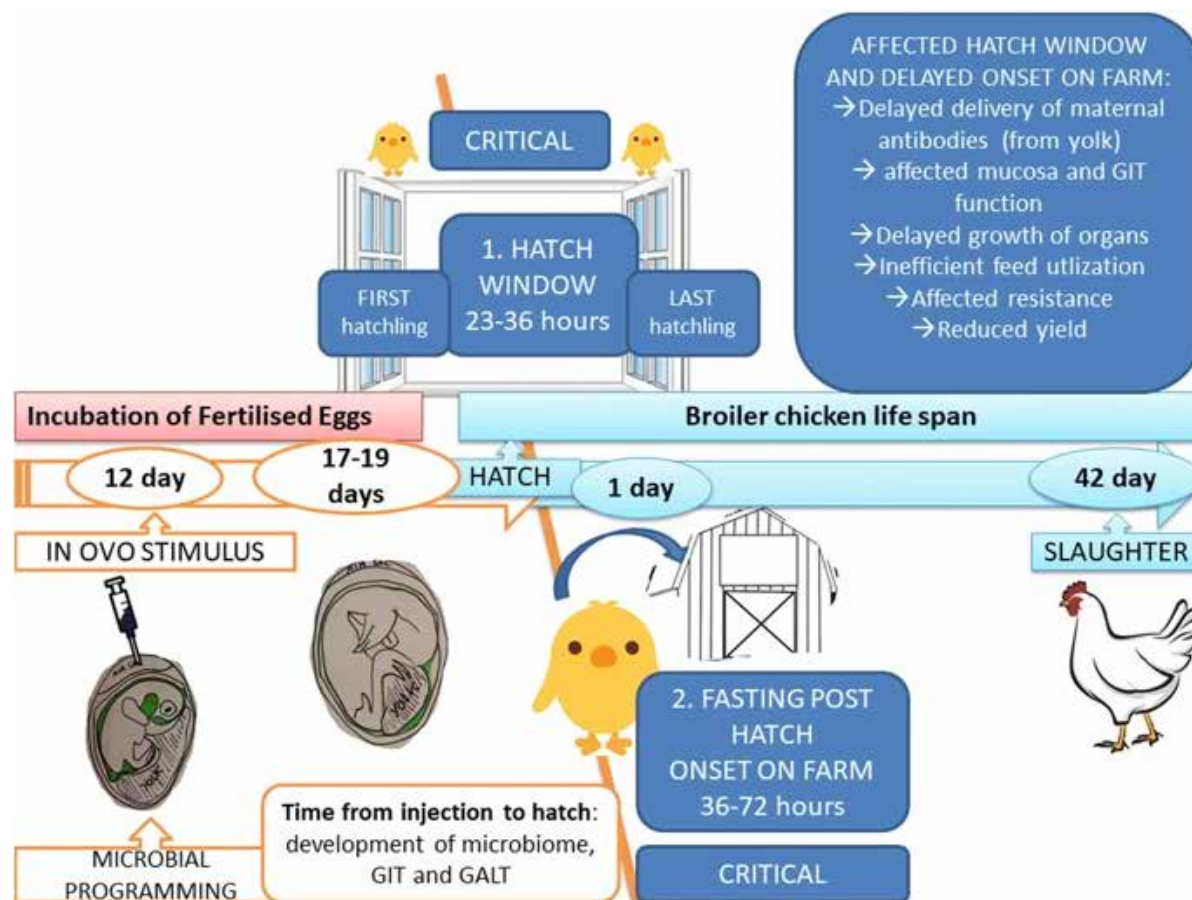 AFFECTED HATCH WINDOW
AND DELAYED ONSET ON FARM:
→Delayed delivery of maternal
antibodies (from yolk)
→ affected mucosa and GIT
function
→Delayed growth of organs
→Inefficient feed utlization
→Affected resistance
→Reduced yield
CRITICAL
1. HATCH
WINDOW
23-36 hours
FIRST
hatchling
LAST
hatchling
Incubation of Fertilised Eggs
Broiler chicken life span
12 day
17-19
days
HATCH
1 day
42 day
IN OVO STIMULUS
SLAUGHTER
YOLK
YOLK
2. FASTING POST
HATCH
ONSET ON FARM
36-72 hours
CRITICAL
Time from injection to hatch:
development of microbiome,
GIT and GALT
MICROBIAL
PROGRAMMING